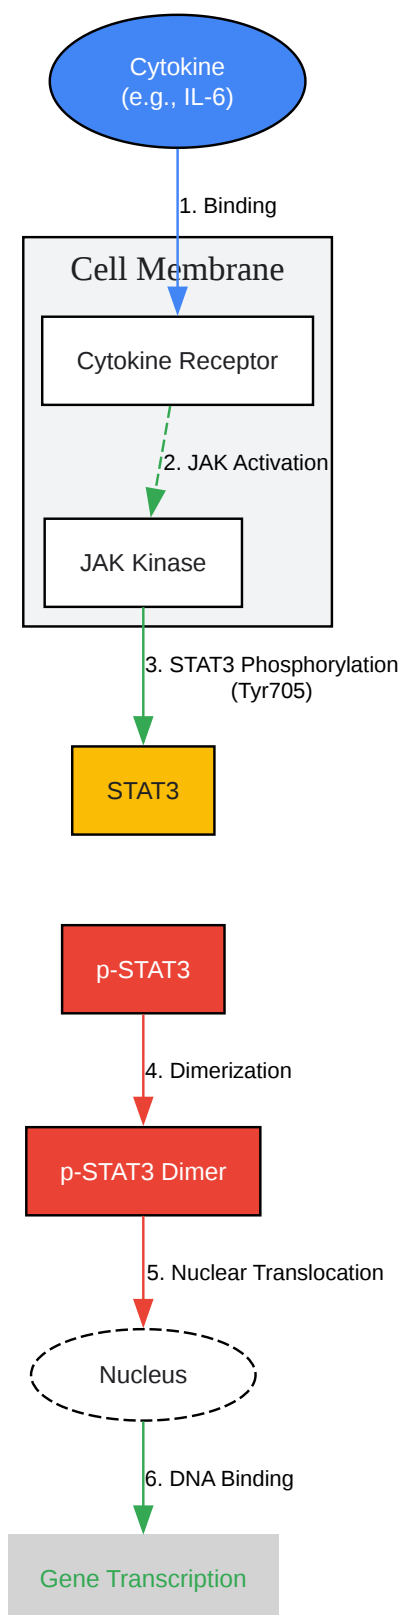 Cytokine
(e.g., IL-6)
1. Binding
Cell Membrane
Cytokine Receptor
2. JAK Activation
JAK Kinase
3. STAT3 Phosphorylation
(Tyr705)
STAT3
p-STAT3
4. Dimerization
p-STAT3 Dimer
5. Nuclear Translocation
Nucleus
6. DNA Binding
Gene Transcription